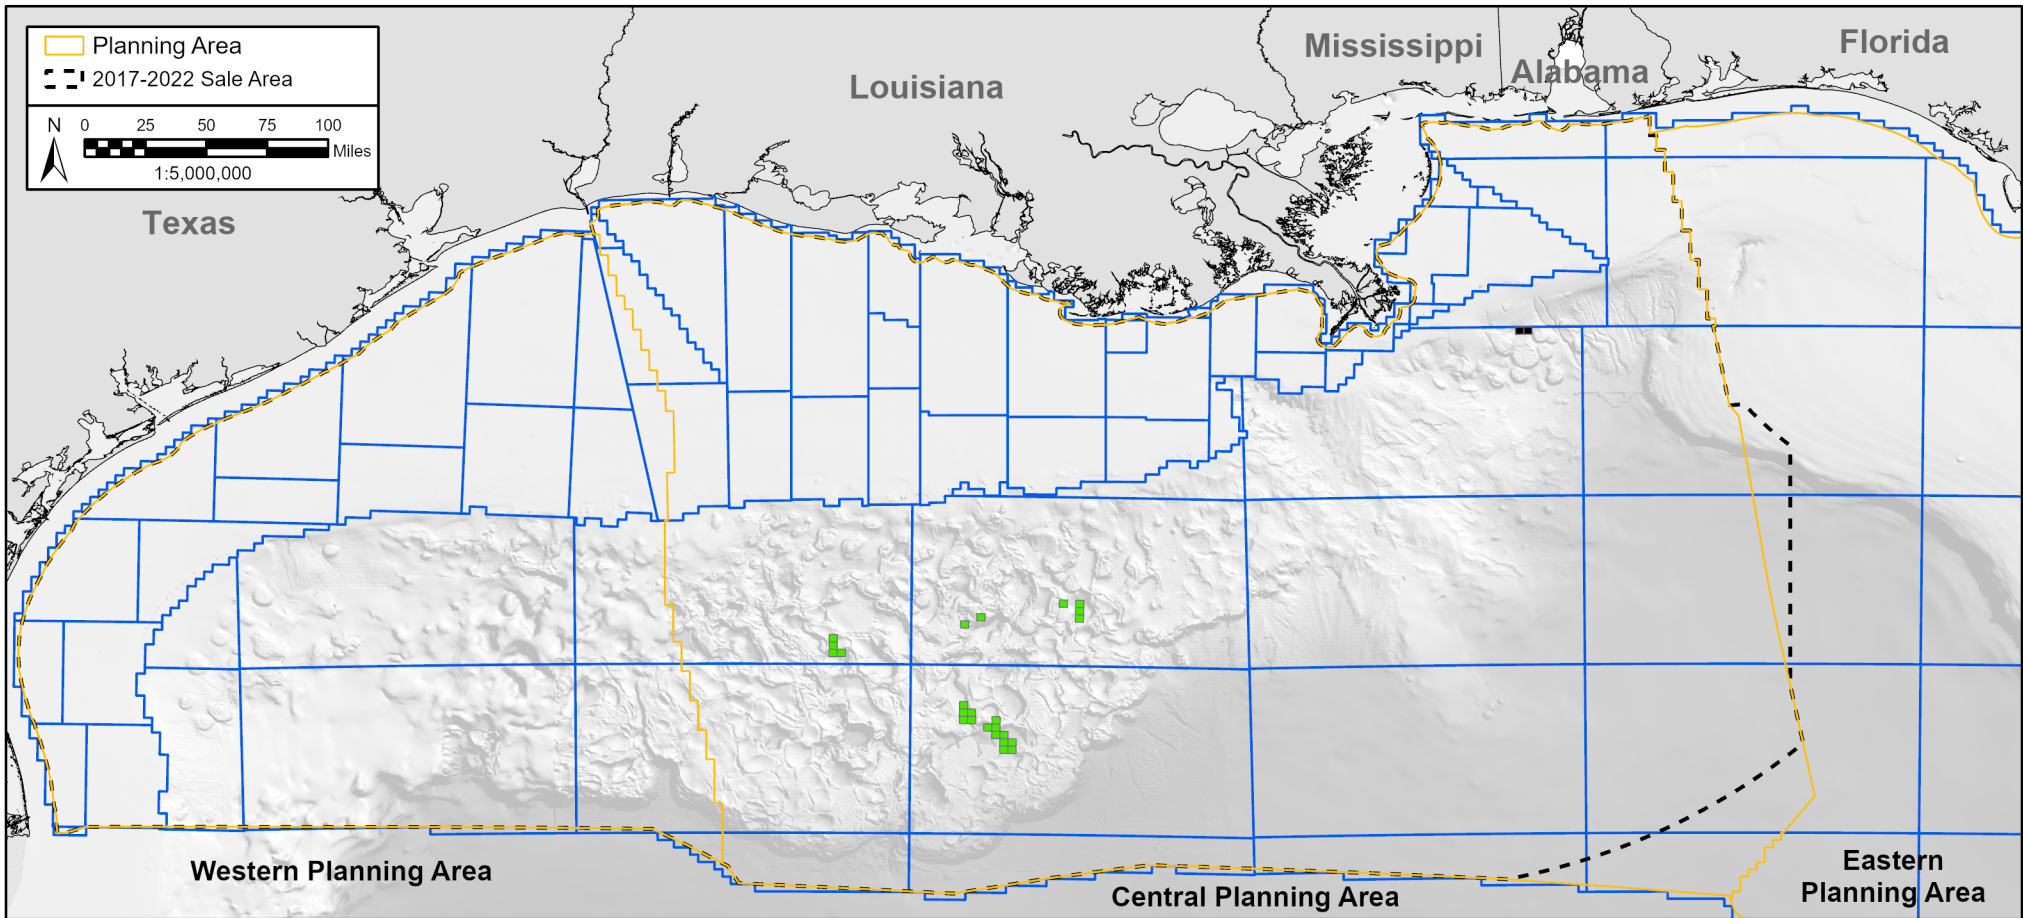 Planning Area
2017-2022 Sale Area
N 0 25 50 75 100
Miles
1:5,000,000
Mississippi
Florida
Alabama
Louisiana
Texas
Western Planning Area
Central Planning Area
Eastern
Planning Area